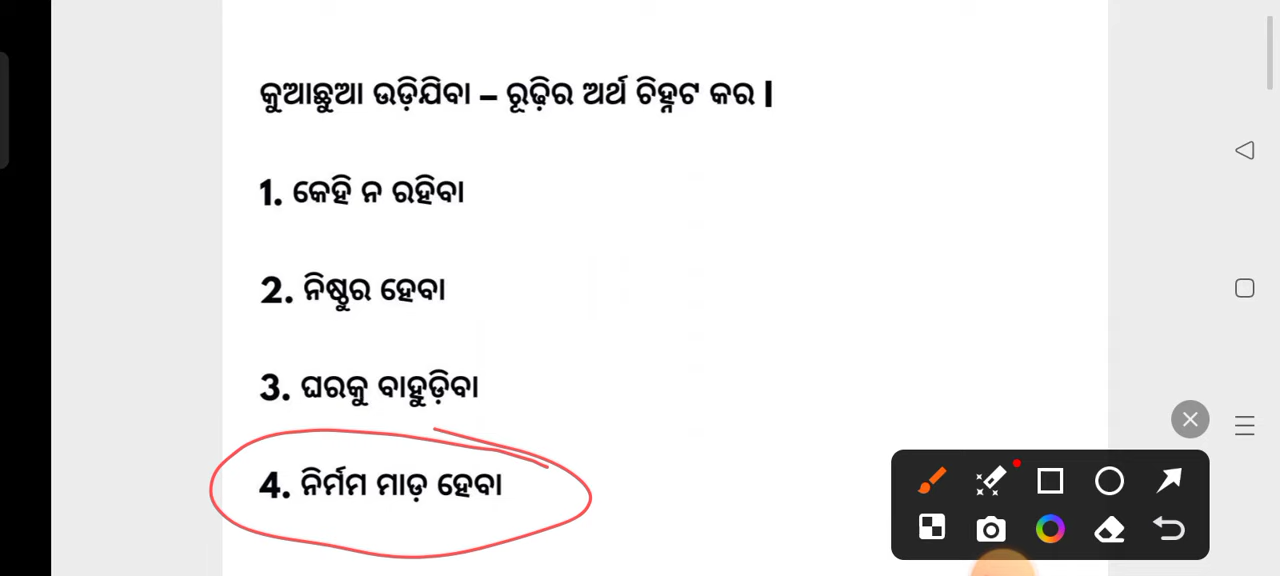 କୁଆଛୁଆ ଉଡ଼ିଯିବା – ରୂଢ଼ିର ଅର୍ଥ ଚିହ୍ନଟ କର |
1. କେହି ନ ରହିବା
2. ନିଷ୍ଠୁର ହେବା
3. ଘରକୁ ବାହୁଡ଼ିବା
4. ନିର୍ମମ ମାଡ଼ ହେବା